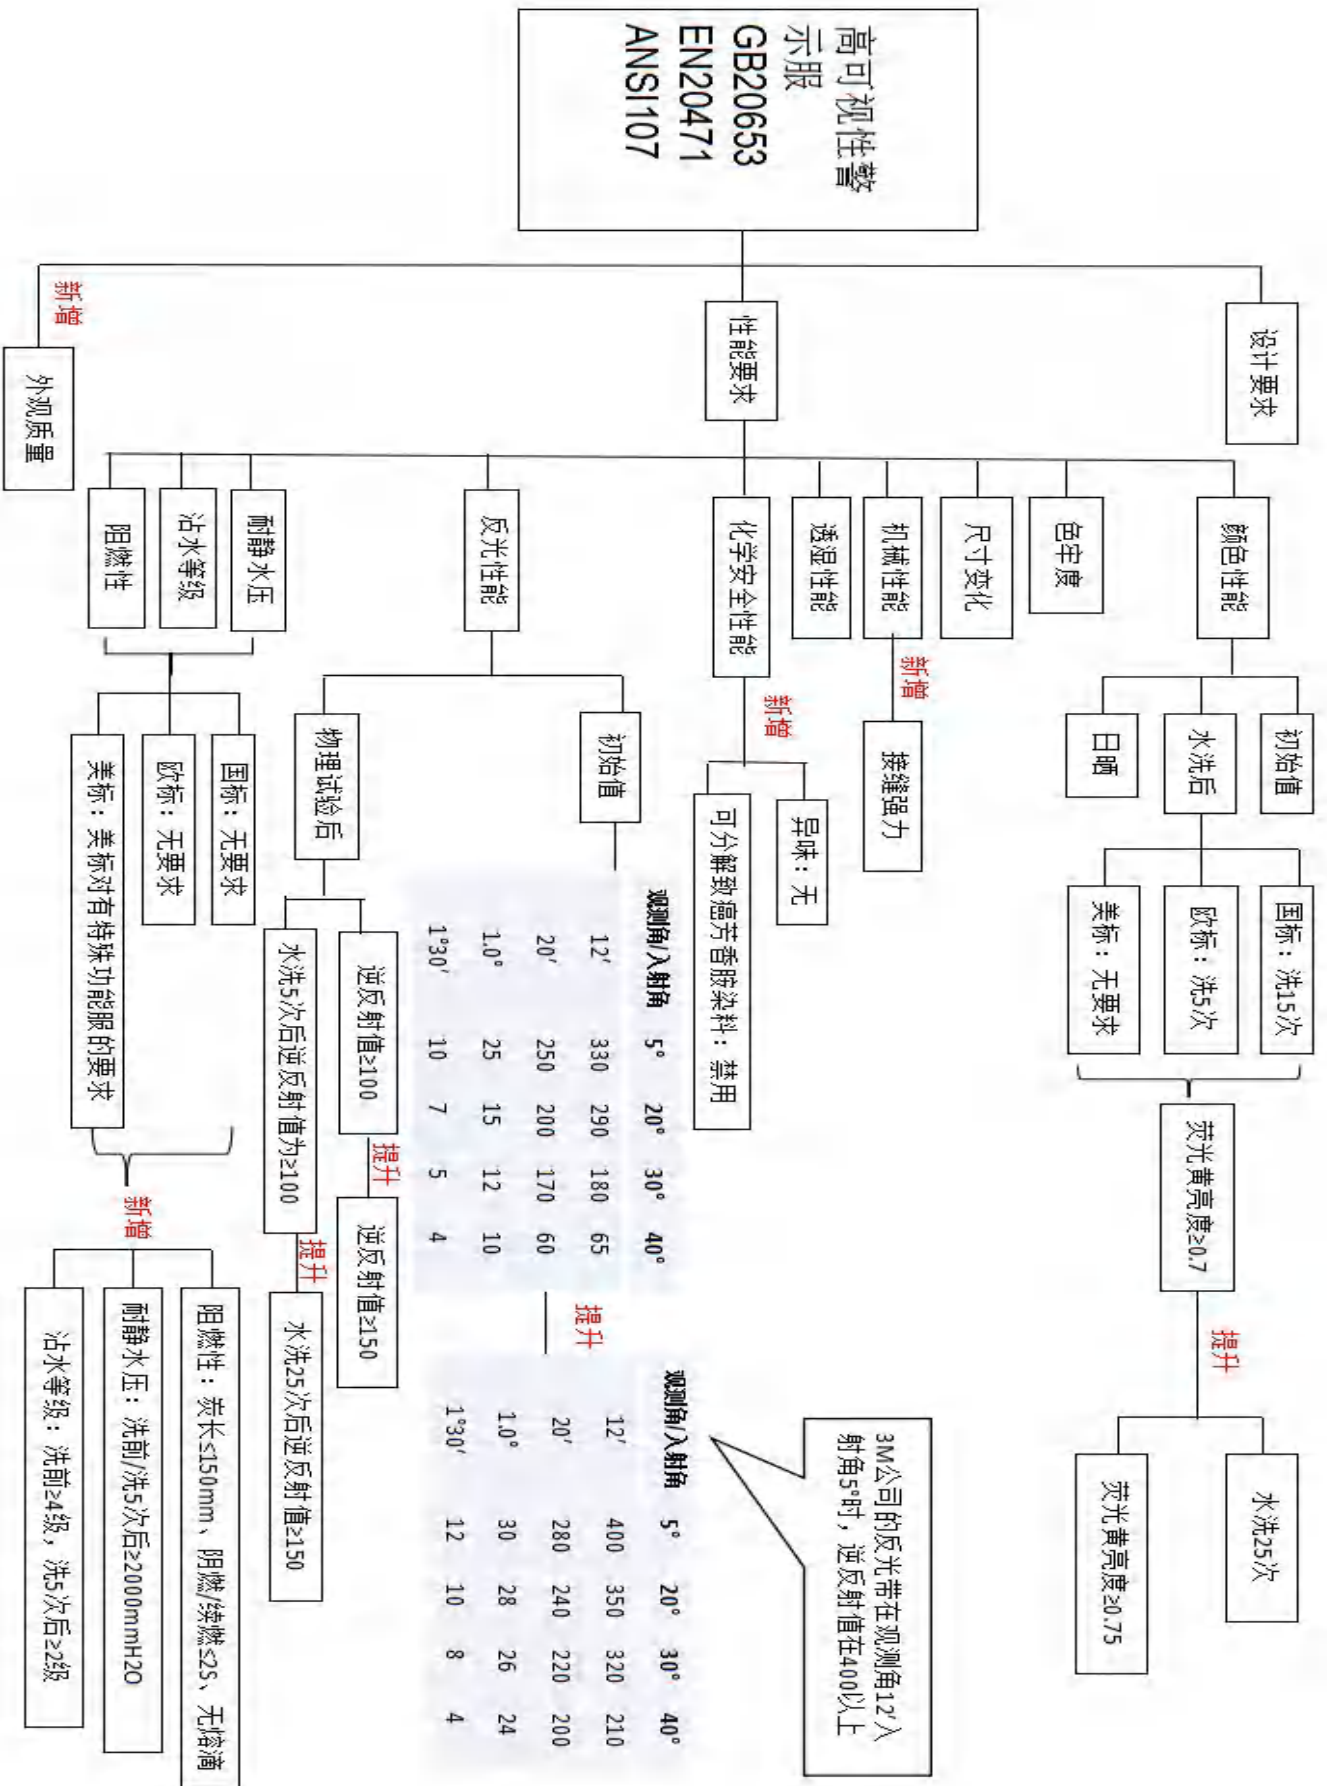 高可视性警
示服
GB20653
EN20471
ANSI107
设计要求
性能要求
新增
外观质量
颜色性能
初始值
水洗后
日晒
国标：洗15次
欧标：洗5次
美标：无要求
荧光黄亮度≥0.7
提升
水洗25次
荧光黄亮度≥0.75
色牢度
尺寸变化
机械性能
新增
接缝强力
透湿性能
化学安全性能
新增
异味：无
可分解致癌芳香胺染料：禁用
反光性能
初始值
观测角/入射角 5° 20° 30° 40°
12′ 330 290 180 65
20′ 250 200 170 60
1.0° 25 15 12 10
1°30′ 10 7 5 4
提升
观测角/入射角 5° 20° 30° 40°
12′ 400 350 320 210
20′ 280 240 220 200
1.0° 30 28 26 24
1°30′ 12 10 8 4
3M公司的反光带在观测角12′入
射角5°时，逆反射值在400以上
物理试验后
逆反射值≥100
提升
逆反射值≥150
水洗5次后逆反射值为≥100
提升
水洗25次后逆反射值≥150
耐静水压
沾水等级
阻燃性
国标：无要求
欧标：无要求
美标：美标对有特殊功能服的要求
新增
阻燃性：炭长≤150mm、阴燃/续燃≤2s、无熔滴
耐静水压：洗前/洗5次后≥2000mmH2O
沾水等级：洗前≥4级，洗5次后≥2级